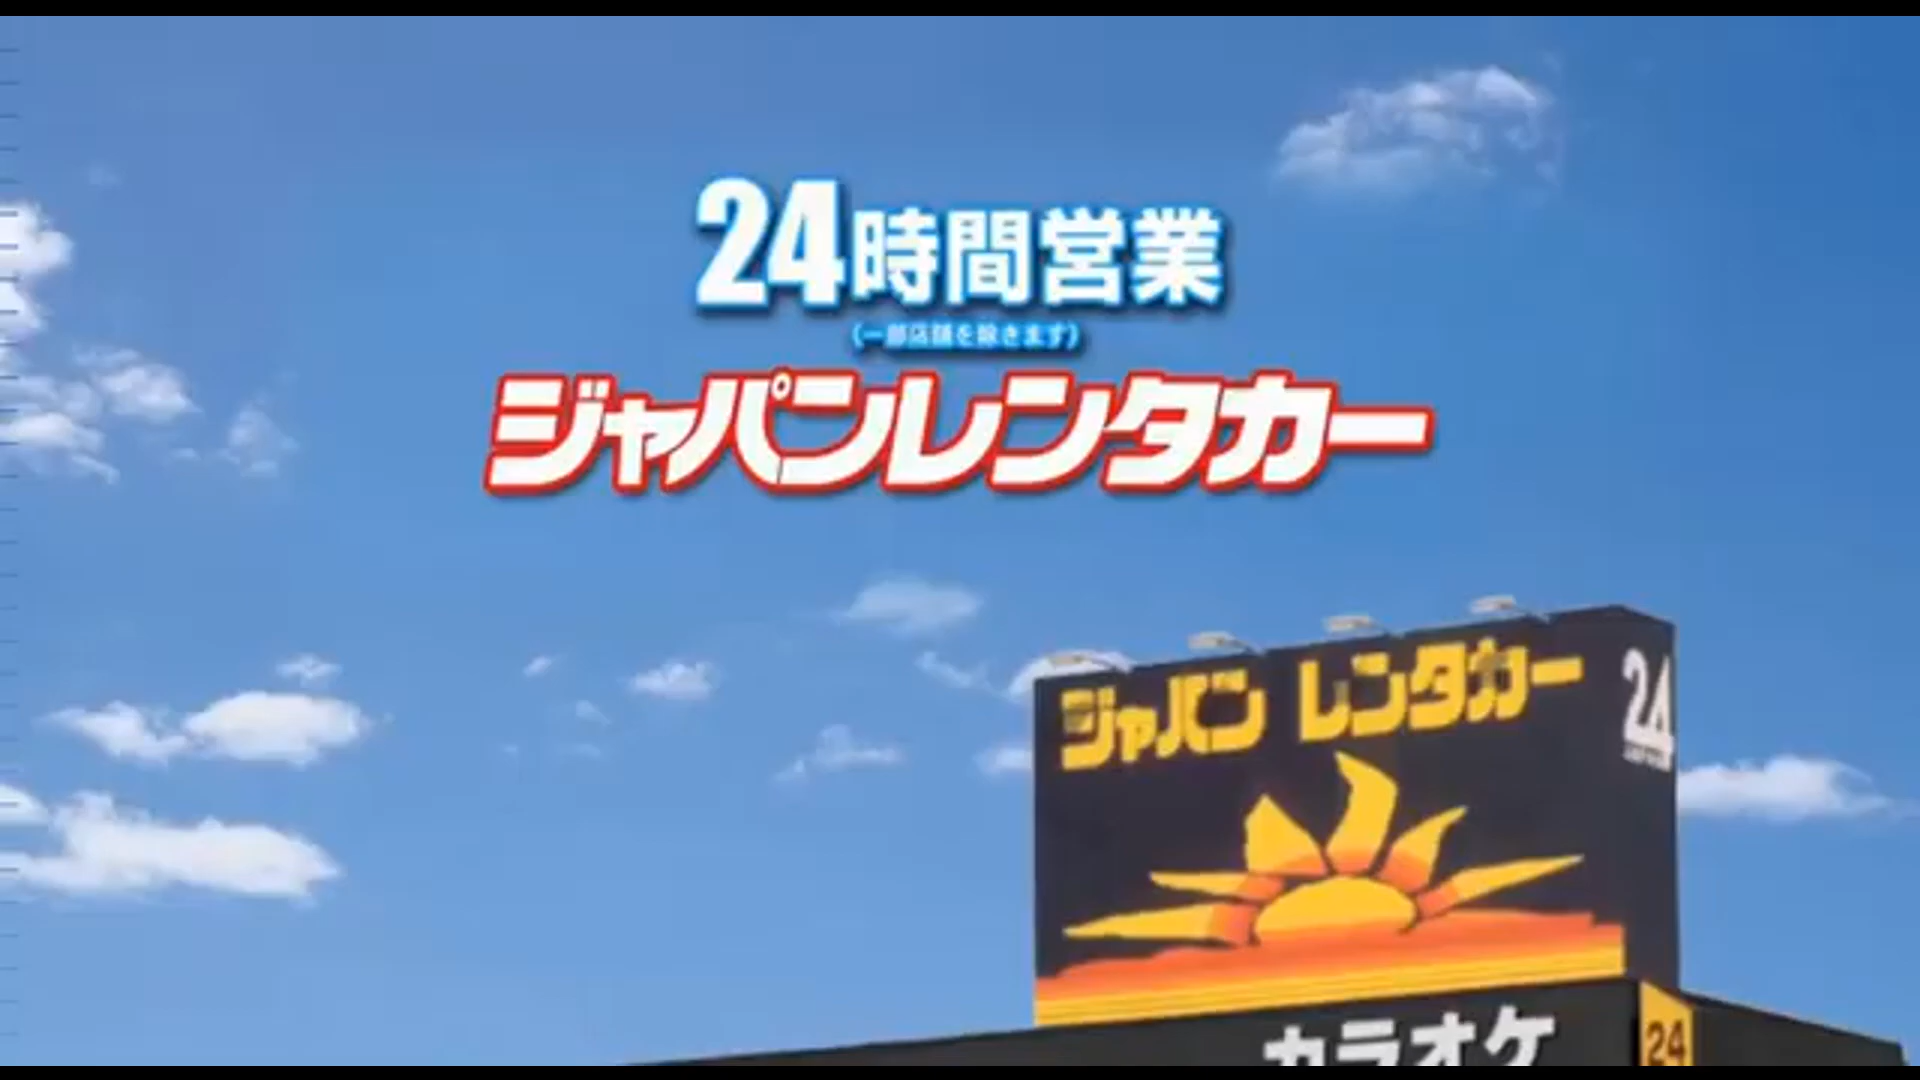 24時間営業
(一部店舗を除きます)
ジャパンレンタカー
ジャパン レンタカー
24
カラオケ
24